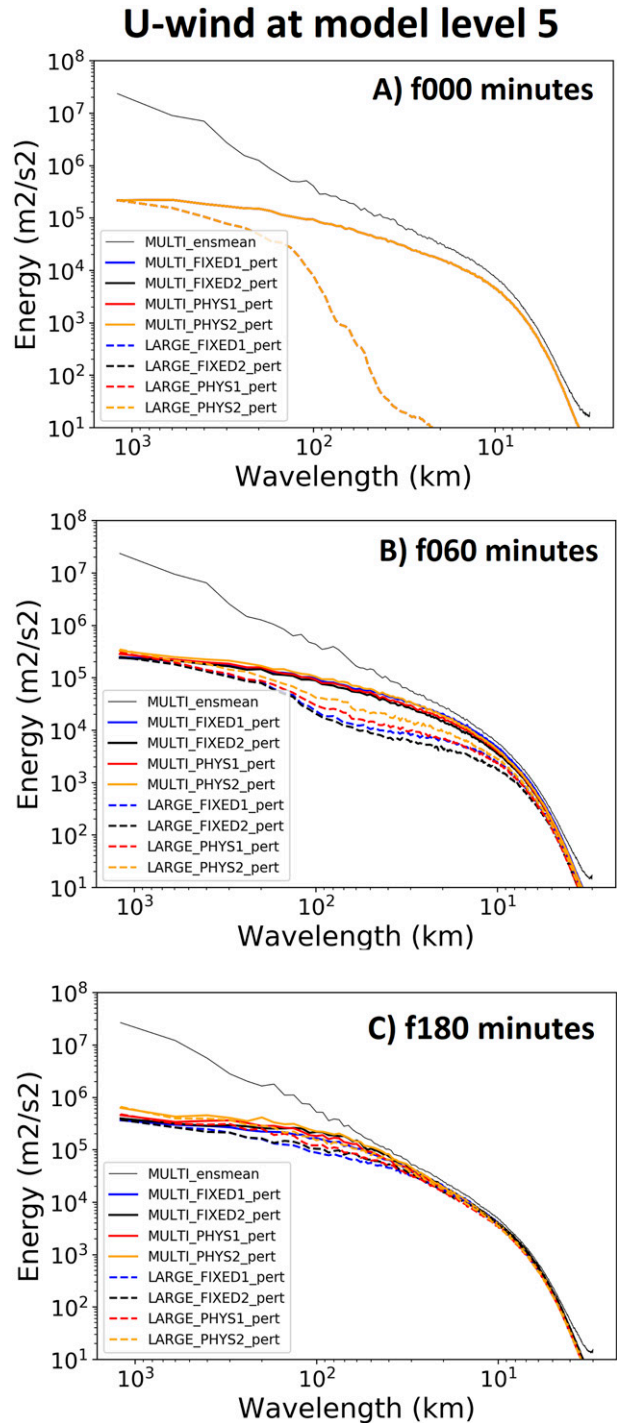 U-wind at model level 5
A) f000 minutes
Energy (m2/s2)
10^8
10^7
10^6
10^5
10^4
10^3
10^2
10^1
MULTI_ensmean
MULTI_FIXED1_pert
MULTI_FIXED2_pert
MULTI_PHYS1_pert
MULTI_PHYS2_pert
LARGE_FIXED1_pert
LARGE_FIXED2_pert
LARGE_PHYS1_pert
LARGE_PHYS2_pert
10^3 10^2 10^1
Wavelength (km)
B) f060 minutes
Energy (m2/s2)
10^8
10^7
10^6
10^5
10^4
10^3
10^2
10^1
MULTI_ensmean
MULTI_FIXED1_pert
MULTI_FIXED2_pert
MULTI_PHYS1_pert
MULTI_PHYS2_pert
LARGE_FIXED1_pert
LARGE_FIXED2_pert
LARGE_PHYS1_pert
LARGE_PHYS2_pert
10^3 10^2 10^1
Wavelength (km)
C) f180 minutes
Energy (m2/s2)
10^8
10^7
10^6
10^5
10^4
10^3
10^2
10^1
MULTI_ensmean
MULTI_FIXED1_pert
MULTI_FIXED2_pert
MULTI_PHYS1_pert
MULTI_PHYS2_pert
LARGE_FIXED1_pert
LARGE_FIXED2_pert
LARGE_PHYS1_pert
LARGE_PHYS2_pert
10^3 10^2 10^1
Wavelength (km)